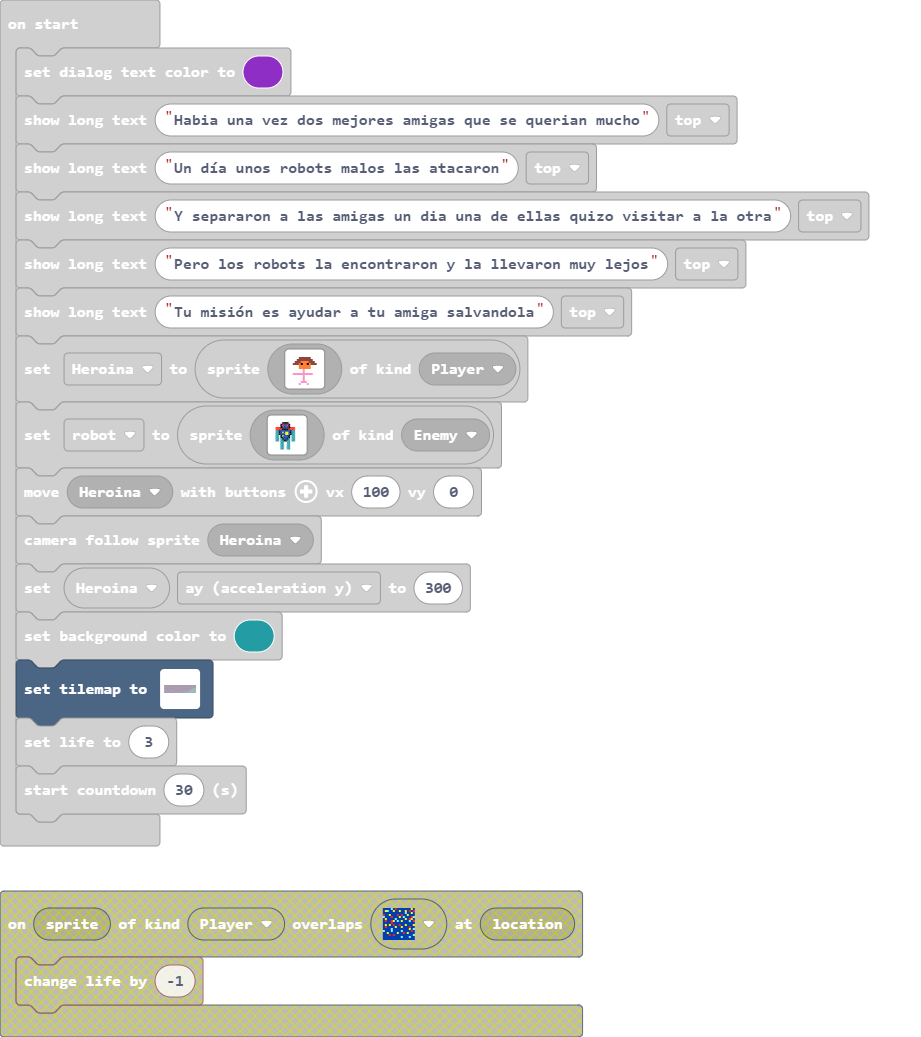 on start
set dialog text color to
show long text "Habia una vez dos mejores amigas que se querian mucho" top
show long text "Un día unos robots malos las atacaron" top
show long text "Y separaron a las amigas un dia una de ellas quizo visitar a la otra" top
show long text "Pero los robots la encontraron y la llevaron muy lejos" top
show long text "Tu misión es ayudar a tu amiga salvandola" top
set Heroina to sprite of kind Player
set robot to sprite of kind Enemy
move Heroina with buttons + vx 100 vy 0
camera follow sprite Heroina
set Heroina ay (acceleration y) to 300
set background color to
set tilemap to
set life to 3
start countdown 30 (s)
on sprite of kind Player overlaps at location
change life by -1